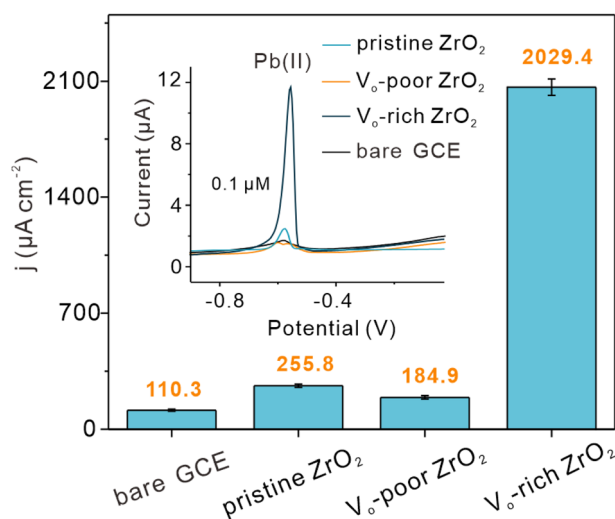 2029.4
pristine ZrO₂
Pb(II)
Vₒ-poor ZrO₂
2100
12
Vₒ-rich ZrO₂
bare GCE
8
0.1 μM
Current (μA)
1400
4
j (μA cm⁻²)
0
-0.8
-0.4
700
Potential (V)
255.8
184.9
110.3
0
bare GCE
pristine ZrO₂
Vₒ-poor ZrO₂
Vₒ-rich ZrO₂